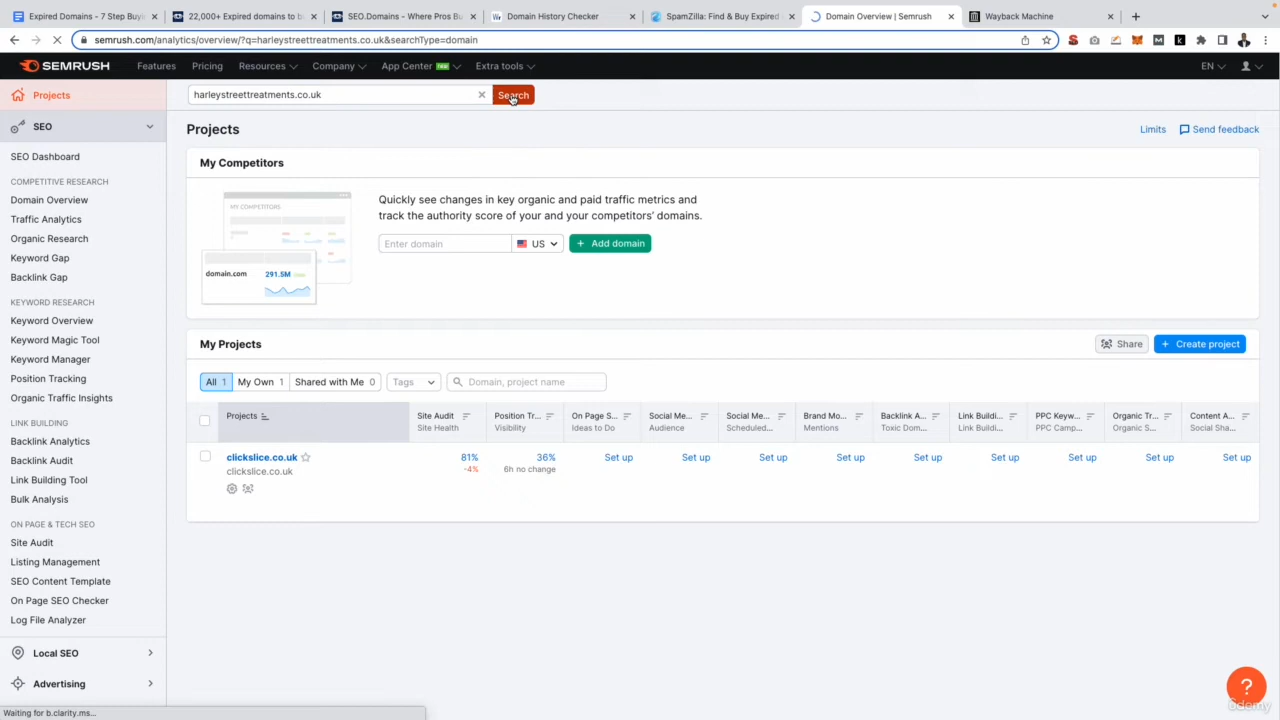 Expired Domains - 7 Step Buyi
22,000+ Expired domains to b
SEO.Domains - Where Pros Bu
Domain History Checker
SpamZilla: Find & Buy Expired
Domain Overview | Semrush
Wayback Machine
semrush.com/analytics/overview/?q=harleystreettreatments.co.uk&searchType=domain
SEMRUSH
Features
Pricing
Resources
Company
App Center new
Extra tools
EN
Projects
harleystreettreatments.co.uk
Search
SEO
Projects
Limits
Send feedback
SEO Dashboard
My Competitors
COMPETITIVE RESEARCH
Domain Overview
Traffic Analytics
Organic Research
Keyword Gap
Backlink Gap
MY COMPETITORS
domain.com
291.5M
Quickly see changes in key organic and paid traffic metrics and
track the authority score of your and your competitors' domains.
Enter domain
US
+ Add domain
KEYWORD RESEARCH
Keyword Overview
Keyword Magic Tool
Keyword Manager
Position Tracking
Organic Traffic Insights
My Projects
Share
+ Create project
All 1
My Own 1
Shared with Me 0
Tags
Domain, project name
Projects
Site Audit
Site Health
Position Tr...
Visibility
On Page S...
Ideas to Do
Social Me...
Audience
Social Me...
Scheduled...
Brand Mo...
Mentions
Backlink A...
Toxic Dom...
Link Buildi...
Link Buildi...
PPC Keyw...
PPC Camp...
Organic Tr...
Organic S...
Content A...
Social Sha...
clickslice.co.uk
clickslice.co.uk
81%
-4%
36%
6h no change
Set up
Set up
Set up
Set up
Set up
Set up
Set up
Set up
Set up
LINK BUILDING
Backlink Analytics
Backlink Audit
Link Building Tool
Bulk Analysis
ON PAGE & TECH SEO
Site Audit
Listing Management
SEO Content Template
On Page SEO Checker
Log File Analyzer
Local SEO
Advertising
?
ûdemy
Waiting for b.clarity.ms...